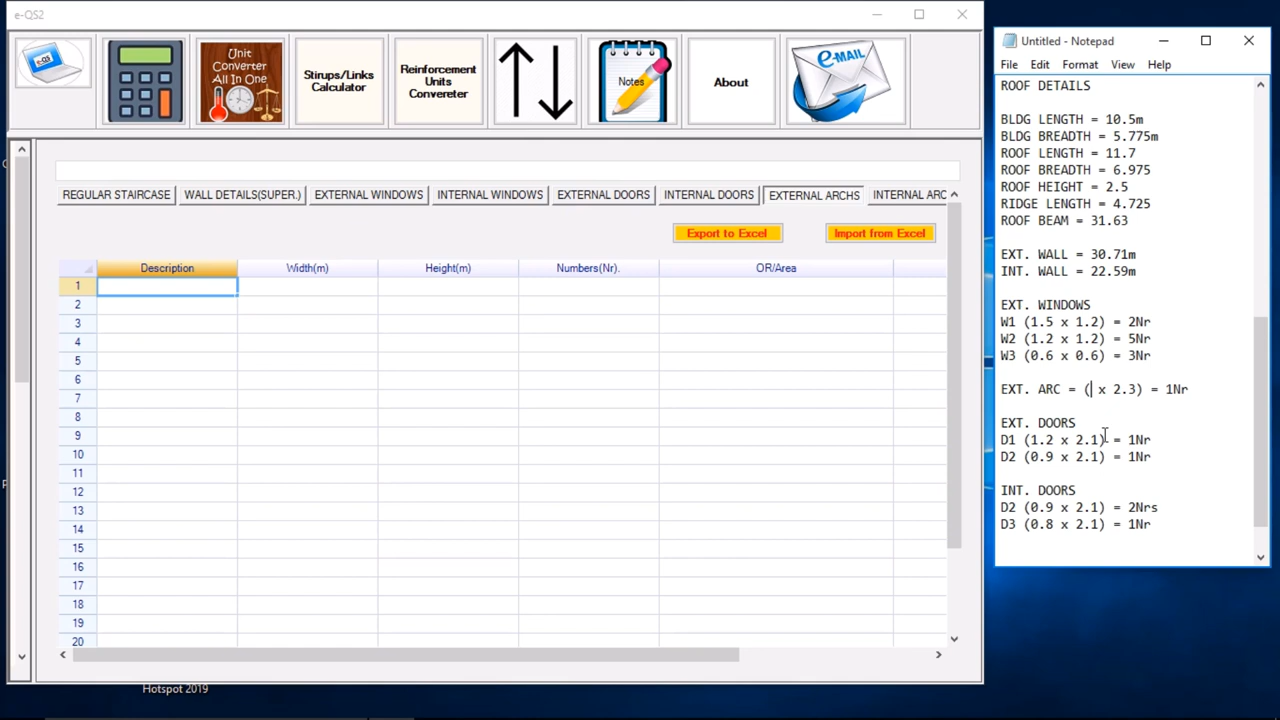 e-QS2
e-QS
Unit
Converter
All In One
Stirups/Links
Calculator
Reinforcement
Units
Convereter
Notes
About
e-MAIL
REGULAR STAIRCASE
WALL DETAILS(SUPER.)
EXTERNAL WINDOWS
INTERNAL WINDOWS
EXTERNAL DOORS
INTERNAL DOORS
EXTERNAL ARCHS
INTERNAL ARC
Export to Excel
Import from Excel
Description
Width(m)
Height(m)
Numbers(Nr).
OR/Area
1
2
3
4
5
6
7
8
9
10
11
12
13
14
15
16
17
18
19
20
Hotspot 2019
Untitled - Notepad
File Edit Format View Help
ROOF DETAILS
BLDG LENGTH = 10.5m
BLDG BREADTH = 5.775m
ROOF LENGTH = 11.7
ROOF BREADTH = 6.975
ROOF HEIGHT = 2.5
RIDGE LENGTH = 4.725
ROOF BEAM = 31.63
EXT. WALL = 30.71m
INT. WALL = 22.59m
EXT. WINDOWS
W1 (1.5 x 1.2) = 2Nr
W2 (1.2 x 1.2) = 5Nr
W3 (0.6 x 0.6) = 3Nr
EXT. ARC = ( x 2.3) = 1Nr
EXT. DOORS
D1 (1.2 x 2.1) = 1Nr
D2 (0.9 x 2.1) = 1Nr
INT. DOORS
D2 (0.9 x 2.1) = 2Nrs
D3 (0.8 x 2.1) = 1Nr